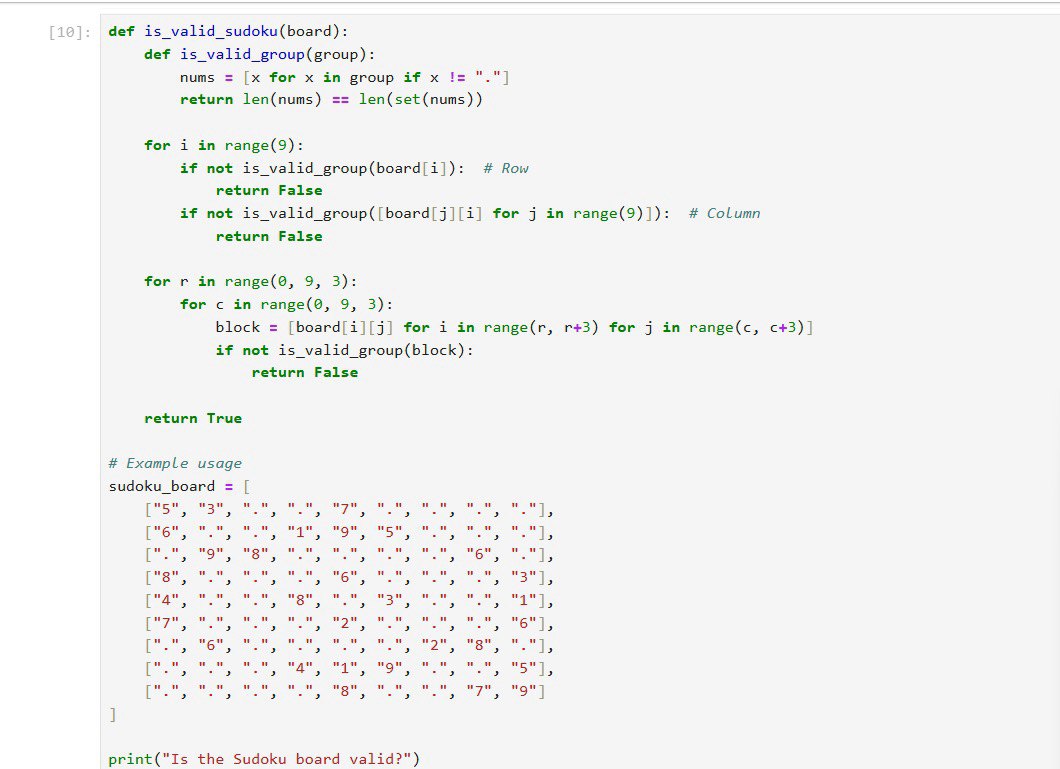 [10]: def is_valid_sudoku(board):
    def is_valid_group(group):
        nums = [x for x in group if x != "."]
        return len(nums) == len(set(nums))

    for i in range(9):
        if not is_valid_group(board[i]):  # Row
            return False
        if not is_valid_group([board[j][i] for j in range(9)]):  # Column
            return False

    for r in range(0, 9, 3):
        for c in range(0, 9, 3):
            block = [board[i][j] for i in range(r, r+3) for j in range(c, c+3)]
            if not is_valid_group(block):
                return False

    return True

# Example usage
sudoku_board = [
    ["5", "3", ".", ".", "7", ".", ".", ".", "."],
    ["6", ".", ".", "1", "9", "5", ".", ".", "."],
    [".", "9", "8", ".", ".", ".", ".", "6", "."],
    ["8", ".", ".", ".", "6", ".", ".", ".", "3"],
    ["4", ".", ".", "8", ".", "3", ".", ".", "1"],
    ["7", ".", ".", ".", "2", ".", ".", ".", "6"],
    [".", "6", ".", ".", ".", ".", "2", "8", "."],
    [".", ".", ".", "4", "1", "9", ".", ".", "5"],
    [".", ".", ".", ".", "8", ".", ".", "7", "9"]
]

print("Is the Sudoku board valid?")